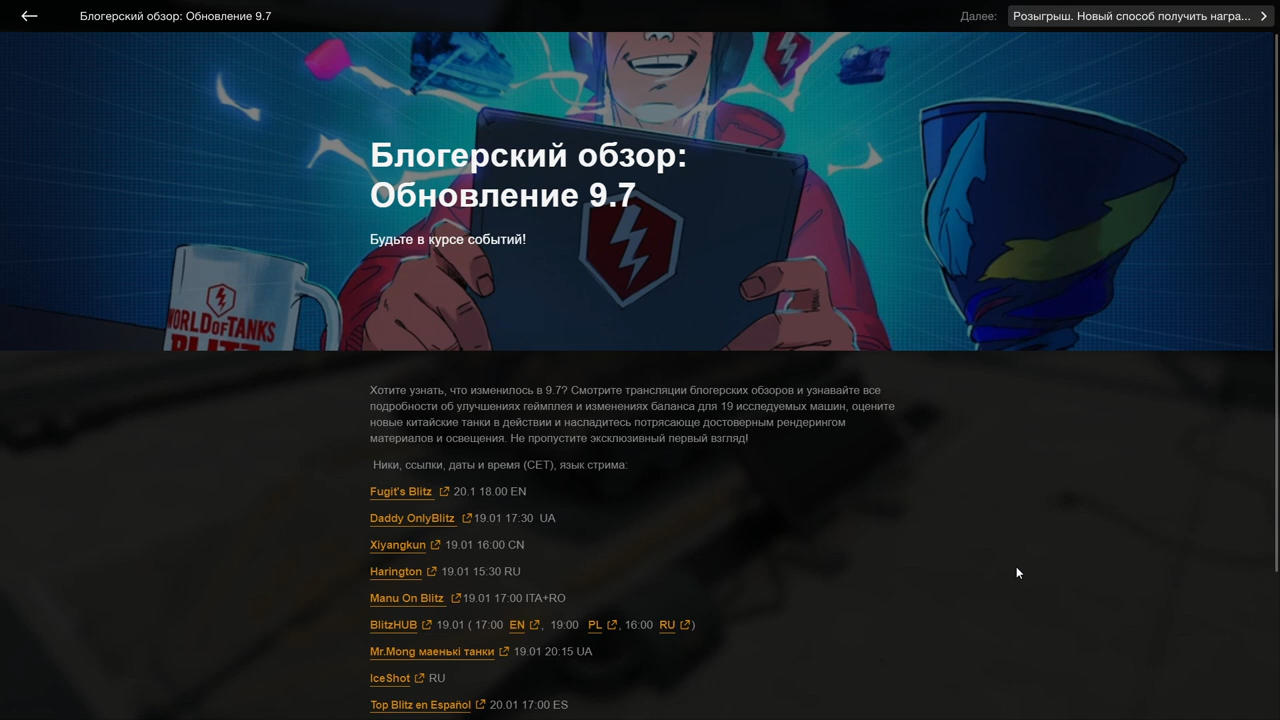 Блогерский обзор: Обновление 9.7
Далее:
Розыгрыш. Новый способ получить награ...
Блогерский обзор:
Обновление 9.7
Будьте в курсе событий!
WORLD OF TANKS
BLITZ
Хотите узнать, что изменилось в 9.7? Смотрите трансляции блогерских обзоров и узнавайте все
подробности об улучшениях геймплея и изменениях баланса для 19 исследуемых машин, оцените
новые китайские танки в действии и насладитесь потрясающе достоверным рендерингом
материалов и освещения. Не пропустите эксклюзивный первый взгляд!
Ники, ссылки, даты и время (CET), язык стрима:
Fugit's Blitz 20.1 18.00 EN
Daddy OnlyBlitz 19.01 17:30 UA
Xiyangkun 19.01 16:00 CN
Harington 19.01 15:30 RU
Manu On Blitz 19.01 17:00 ITA+RO
BlitzHUB 19.01 ( 17:00 EN , 19:00 PL , 16:00 RU )
Mr.Mong маенькі танки 19.01 20:15 UA
IceShot RU
Top Blitz en Español 20.01 17:00 ES